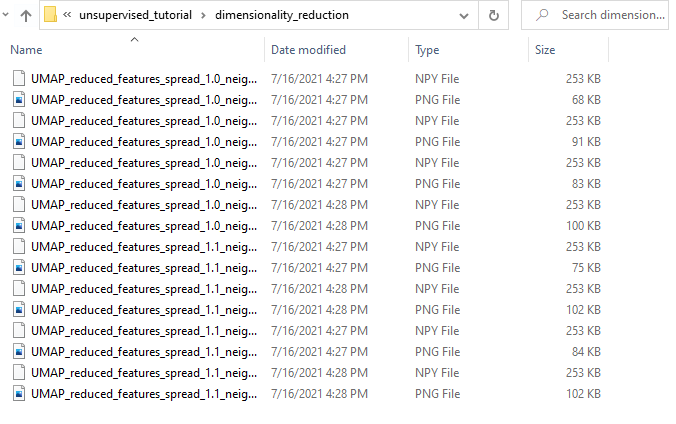 « unsupervised_tutorial › dimensionality_reduction Search dimension...
Name Date modified Type Size
UMAP_reduced_features_spread_1.0_neig... 7/16/2021 4:27 PM NPY File 253 KB
UMAP_reduced_features_spread_1.0_neig... 7/16/2021 4:27 PM PNG File 68 KB
UMAP_reduced_features_spread_1.0_neig... 7/16/2021 4:27 PM NPY File 253 KB
UMAP_reduced_features_spread_1.0_neig... 7/16/2021 4:27 PM PNG File 91 KB
UMAP_reduced_features_spread_1.0_neig... 7/16/2021 4:27 PM NPY File 253 KB
UMAP_reduced_features_spread_1.0_neig... 7/16/2021 4:27 PM PNG File 83 KB
UMAP_reduced_features_spread_1.0_neig... 7/16/2021 4:28 PM NPY File 253 KB
UMAP_reduced_features_spread_1.0_neig... 7/16/2021 4:28 PM PNG File 100 KB
UMAP_reduced_features_spread_1.1_neig... 7/16/2021 4:27 PM NPY File 253 KB
UMAP_reduced_features_spread_1.1_neig... 7/16/2021 4:27 PM PNG File 75 KB
UMAP_reduced_features_spread_1.1_neig... 7/16/2021 4:28 PM NPY File 253 KB
UMAP_reduced_features_spread_1.1_neig... 7/16/2021 4:28 PM PNG File 102 KB
UMAP_reduced_features_spread_1.1_neig... 7/16/2021 4:27 PM NPY File 253 KB
UMAP_reduced_features_spread_1.1_neig... 7/16/2021 4:27 PM PNG File 84 KB
UMAP_reduced_features_spread_1.1_neig... 7/16/2021 4:28 PM NPY File 253 KB
UMAP_reduced_features_spread_1.1_neig... 7/16/2021 4:28 PM PNG File 102 KB